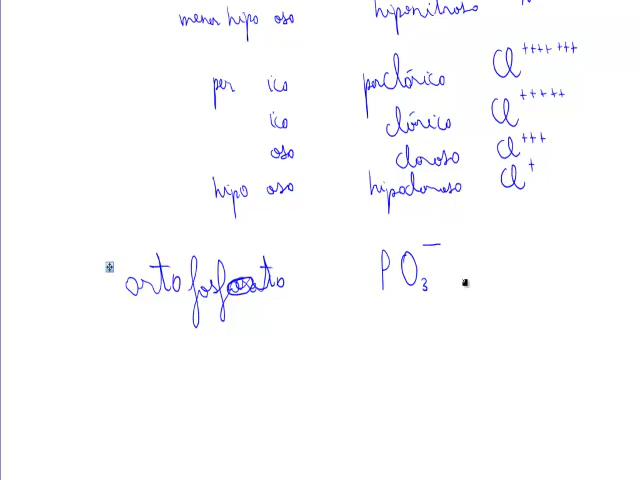 menor hipo oso hiponitroso
per ico perclórico Cl +++++++
ico clórico Cl +++++
oso cloroso Cl +++
hipo oso hipocloroso Cl +
ortofosfato PO₃⁻